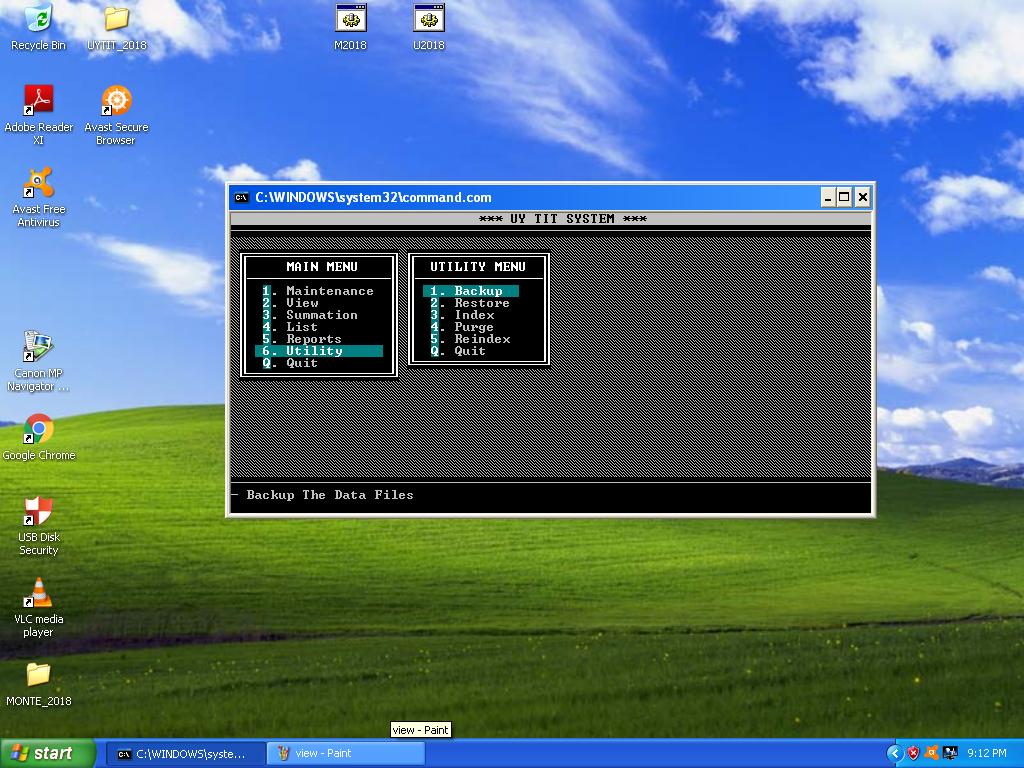 Recycle Bin
UYTIT_2018
M2018
U2018
Adobe Reader
XI
Avast Secure
Browser
Avast Free
Antivirus
Canon MP
Navigator ...
Google Chrome
USB Disk
Security
VLC media
player
MONTE_2018
C:\WINDOWS\system32\command.com
*** UY TIT SYSTEM ***
MAIN MENU
1. Maintenance
2. View
3. Summation
4. List
5. Reports
6. Utility
Q. Quit
UTILITY MENU
1. Backup
2. Restore
3. Index
4. Purge
5. Reindex
Q. Quit
Backup The Data Files
view - Paint
start
C:\WINDOWS\syste...
view - Paint
9:12 PM